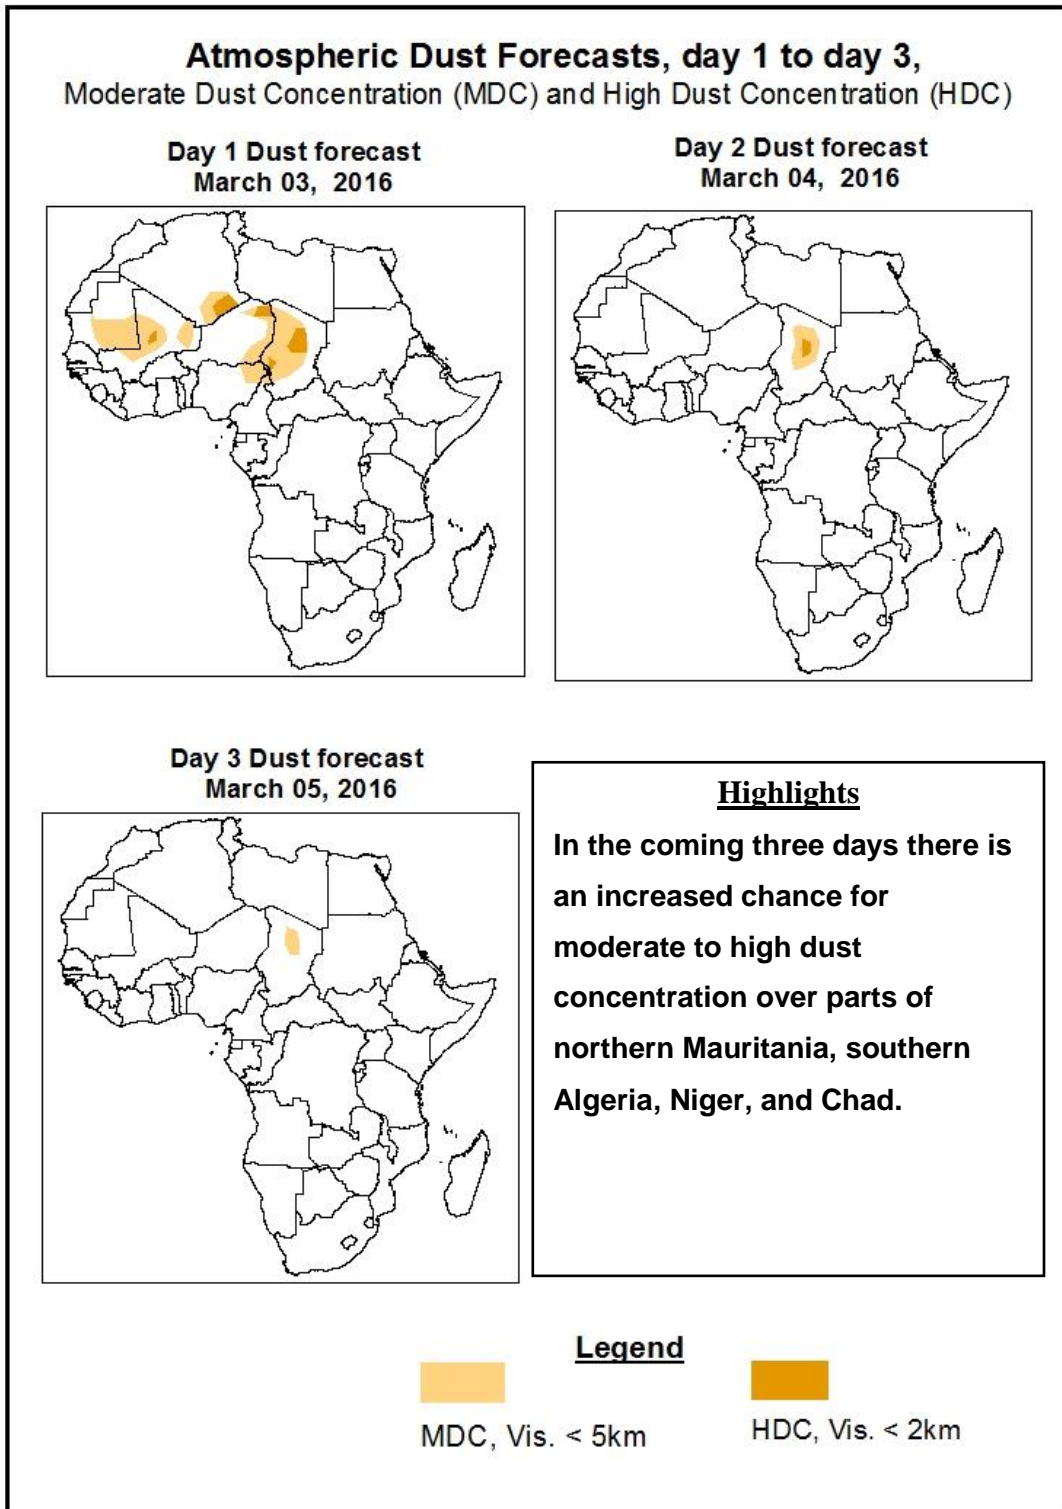 Atmospheric Dust Forecasts, day 1 to day 3,
Moderate Dust Concentration (MDC) and High Dust Concentration (HDC)
Day 1 Dust forecast
March 03, 2016
Day 2 Dust forecast
March 04, 2016
Day 3 Dust forecast
March 05, 2016
Highlights
In the coming three days there is
an increased chance for
moderate to high dust
concentration over parts of
northern Mauritania, southern
Algeria, Niger, and Chad.
Legend
MDC, Vis. < 5km
HDC, Vis. < 2km